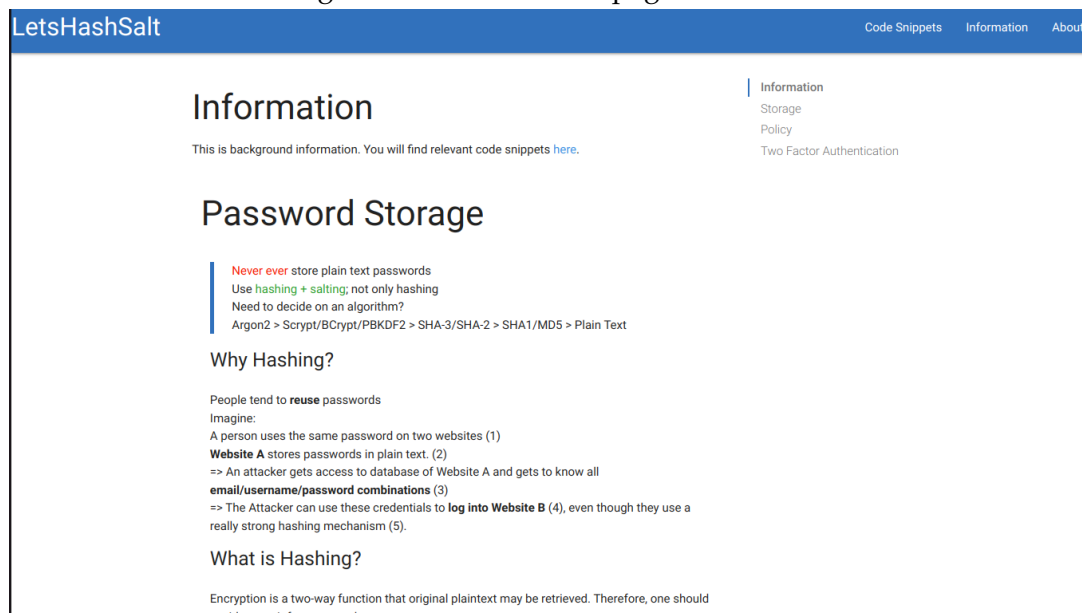 LetsHashSalt
Code Snippets Information About
Information
This is background information. You will find relevant code snippets here.
Information
Storage
Policy
Two Factor Authentication
Password Storage
Never ever store plain text passwords
Use hashing + salting; not only hashing
Need to decide on an algorithm?
Argon2 > Scrypt/BCrypt/PBKDF2 > SHA-3/SHA-2 > SHA1/MD5 > Plain Text
Why Hashing?
People tend to reuse passwords
Imagine:
A person uses the same password on two websites (1)
Website A stores passwords in plain text. (2)
=> An attacker gets access to database of Website A and gets to know all
email/username/password combinations (3)
=> The Attacker can use these credentials to log into Website B (4), even though they use a
really strong hashing mechanism (5).
What is Hashing?
Encryption is a two-way function that original plaintext may be retrieved. Therefore, one should